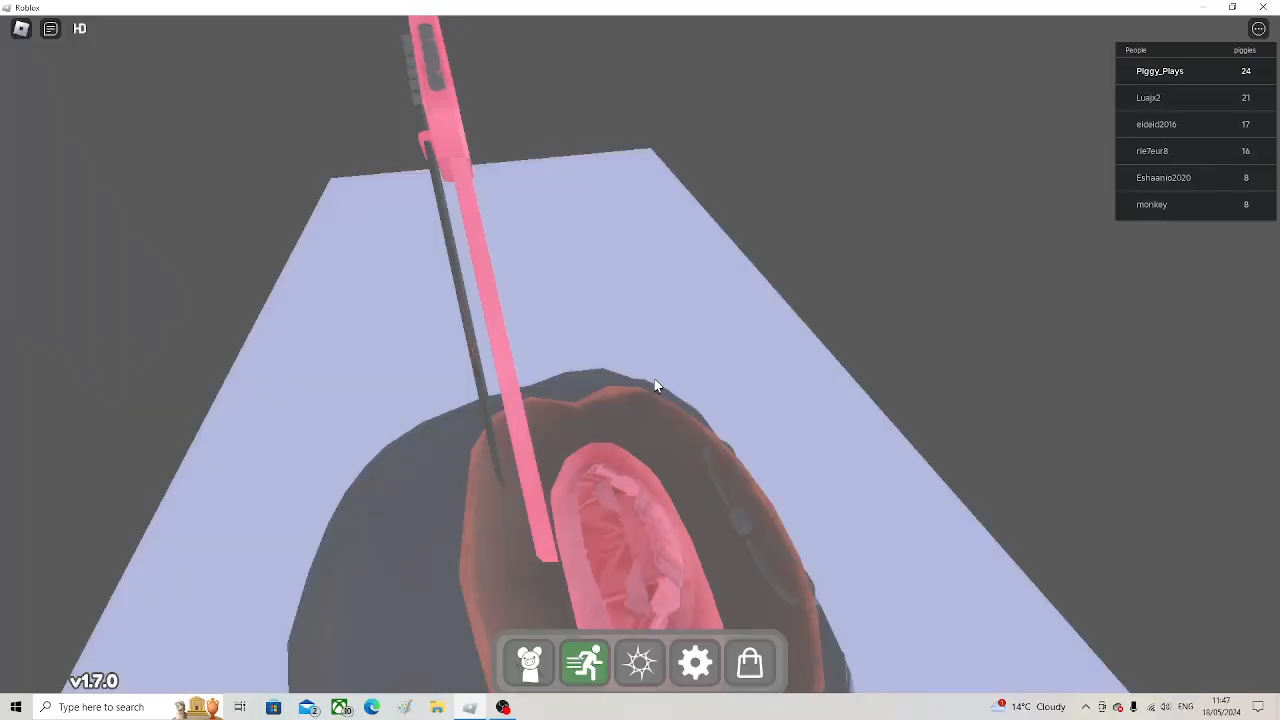 Roblox
HD
People piggies
Piggy_Plays 24
Luajx2 21
eideid2016 17
rie7eur8 16
Eshaanio2020 8
monkey 8
v1.7.0
Type here to search
14°C Cloudy
ENG
11:47
18/05/2024